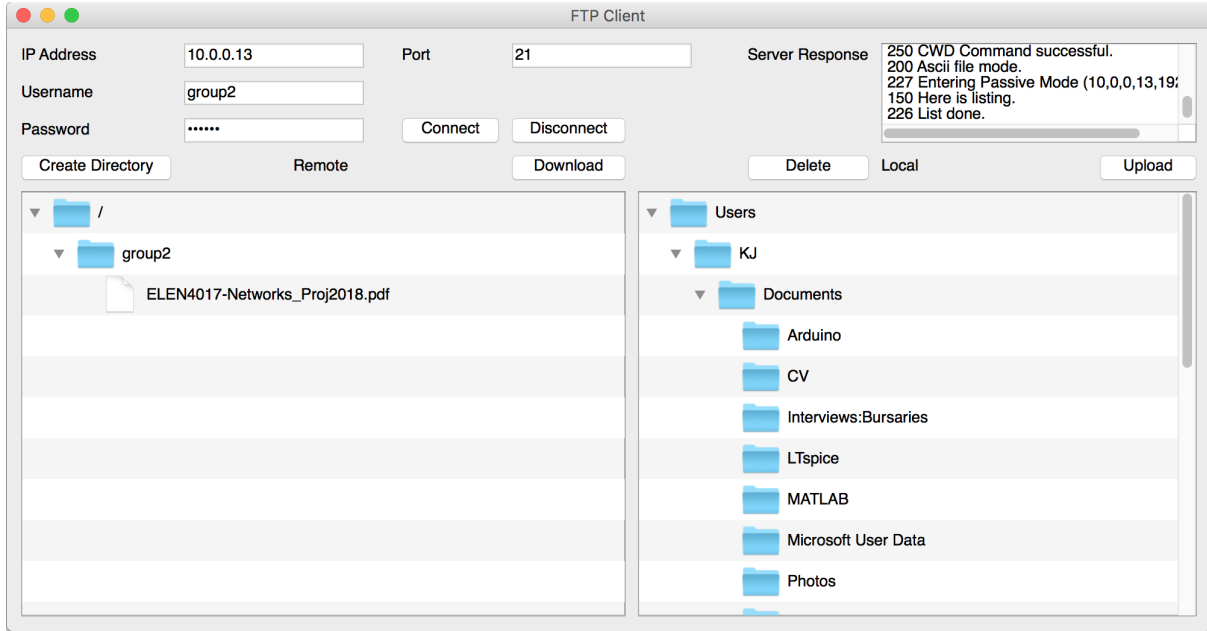 FTP Client
IP Address 10.0.0.13 Port 21 Server Response
250 CWD Command successful.
200 Ascii file mode.
227 Entering Passive Mode (10,0,0,13,192
150 Here is listing.
226 List done.
Username group2
Password •••••• Connect Disconnect
Create Directory Remote Download Delete Local Upload
/
group2
ELEN4017-Networks_Proj2018.pdf
Users
KJ
Documents
Arduino
CV
Interviews:Bursaries
LTspice
MATLAB
Microsoft User Data
Photos